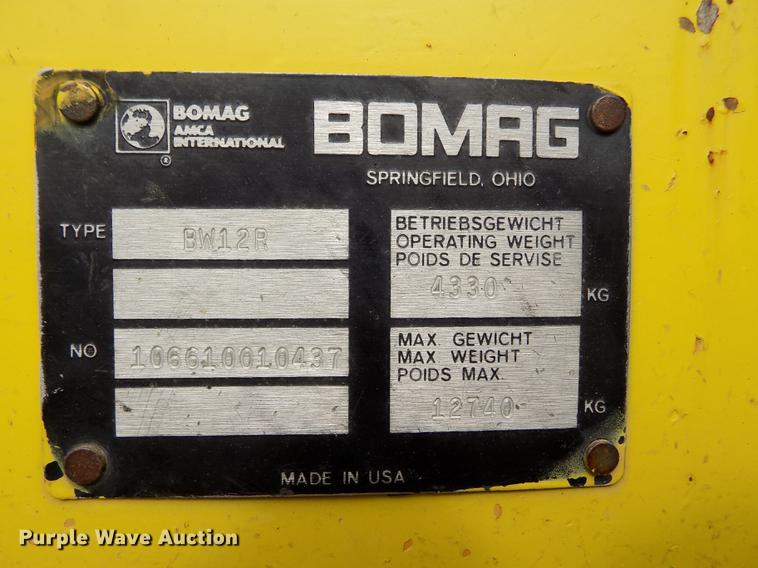 BOMAG
AMCA
INTERNATIONAL
®
BOMAG
SPRINGFIELD, OHIO
TYPE
BW12R
BETRIEBSGEWICHT
OPERATING WEIGHT
POIDS DE SERVISE
4330
KG
NO
106610010437
MAX. GEWICHT
MAX. WEIGHT
POIDS MAX.
12740
KG
MADE IN USA
Purple Wave Auction